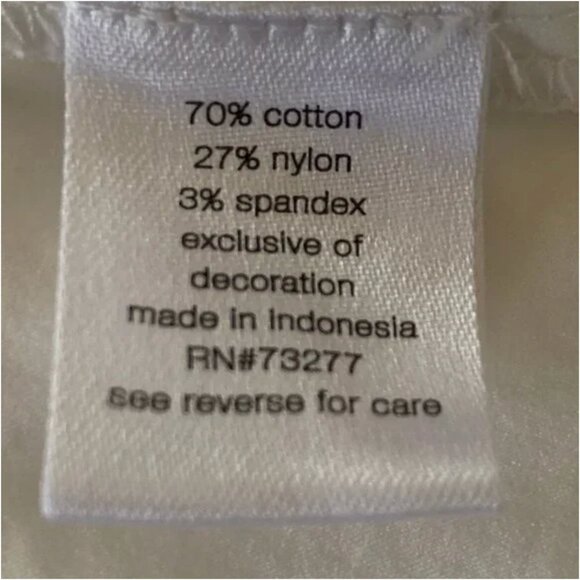 70% cotton
27% nylon
3% spandex
exclusive of
decoration
made in Indonesia
RN#73277
see reverse for care